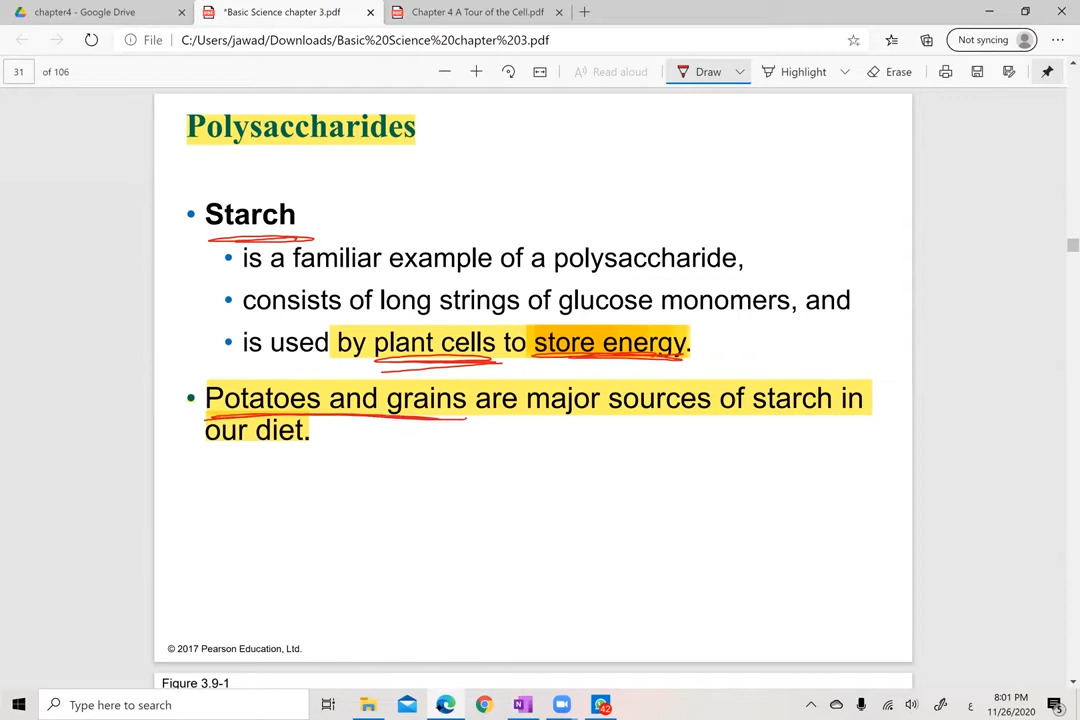 chapter4 - Google Drive
*Basic Science chapter 3.pdf
Chapter 4 A Tour of the Cell.pdf
File
C:/Users/jawad/Downloads/Basic%20Science%20chapter%203.pdf
Not syncing
31
of 106
Read aloud
Draw
Highlight
Erase
Polysaccharides
• Starch
• is a familiar example of a polysaccharide,
• consists of long strings of glucose monomers, and
• is used by plant cells to store energy.
• Potatoes and grains are major sources of starch in
our diet.
© 2017 Pearson Education, Ltd.
Figure 3.9-1
Type here to search
42
ع
8:01 PM
11/26/2020
5